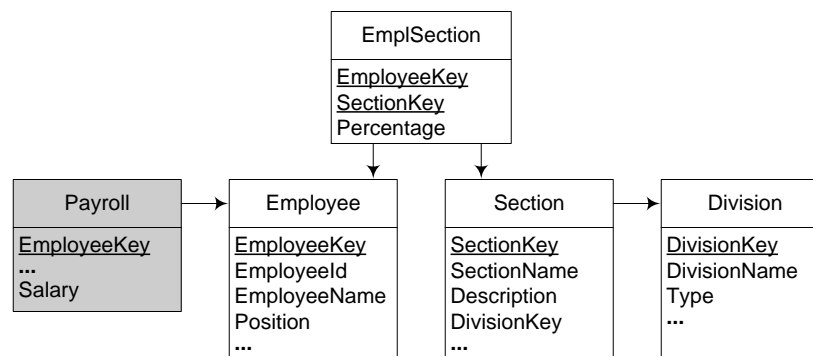 EmplSection
EmployeeKey
SectionKey
Percentage
Payroll
EmployeeKey
...
Salary
Employee
EmployeeKey
EmployeeId
EmployeeName
Position
...
Section
SectionKey
SectionName
Description
DivisionKey
...
Division
DivisionKey
DivisionName
Type
...